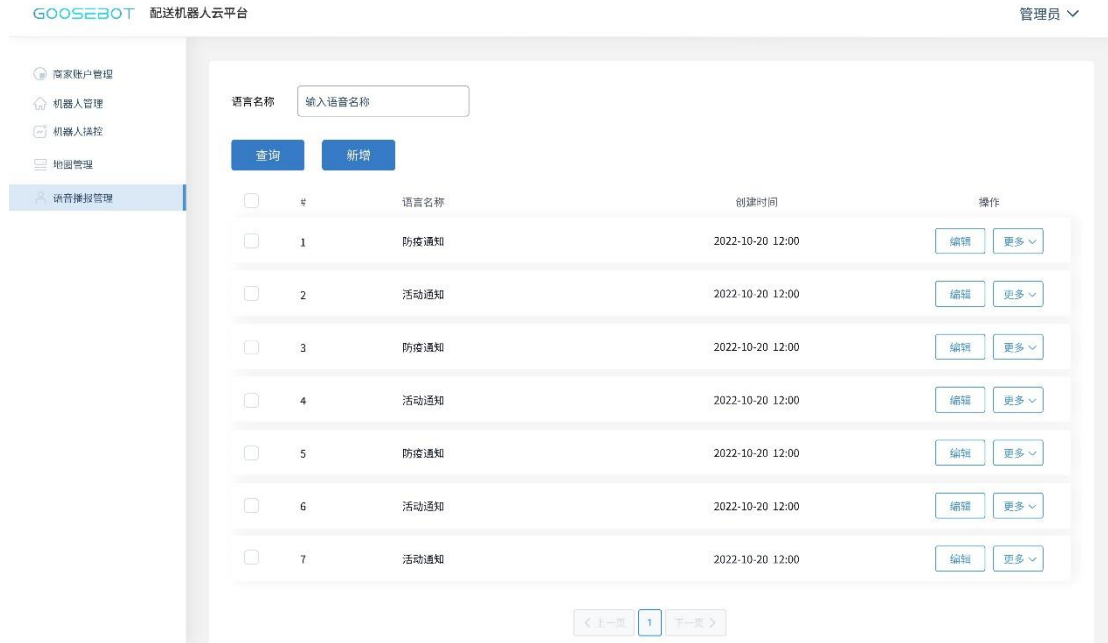 GOOSEBOT 配送机器人云平台 管理员
商家账户管理
机器人管理
机器人操控
地图管理
语音播报管理
语言名称 输入语音名称
查询 新增
# 语言名称 创建时间 操作
1 防疫通知 2022-10-20 12:00 编辑 更多
2 活动通知 2022-10-20 12:00 编辑 更多
3 防疫通知 2022-10-20 12:00 编辑 更多
4 活动通知 2022-10-20 12:00 编辑 更多
5 防疫通知 2022-10-20 12:00 编辑 更多
6 活动通知 2022-10-20 12:00 编辑 更多
7 活动通知 2022-10-20 12:00 编辑 更多
上一页 1 下一页